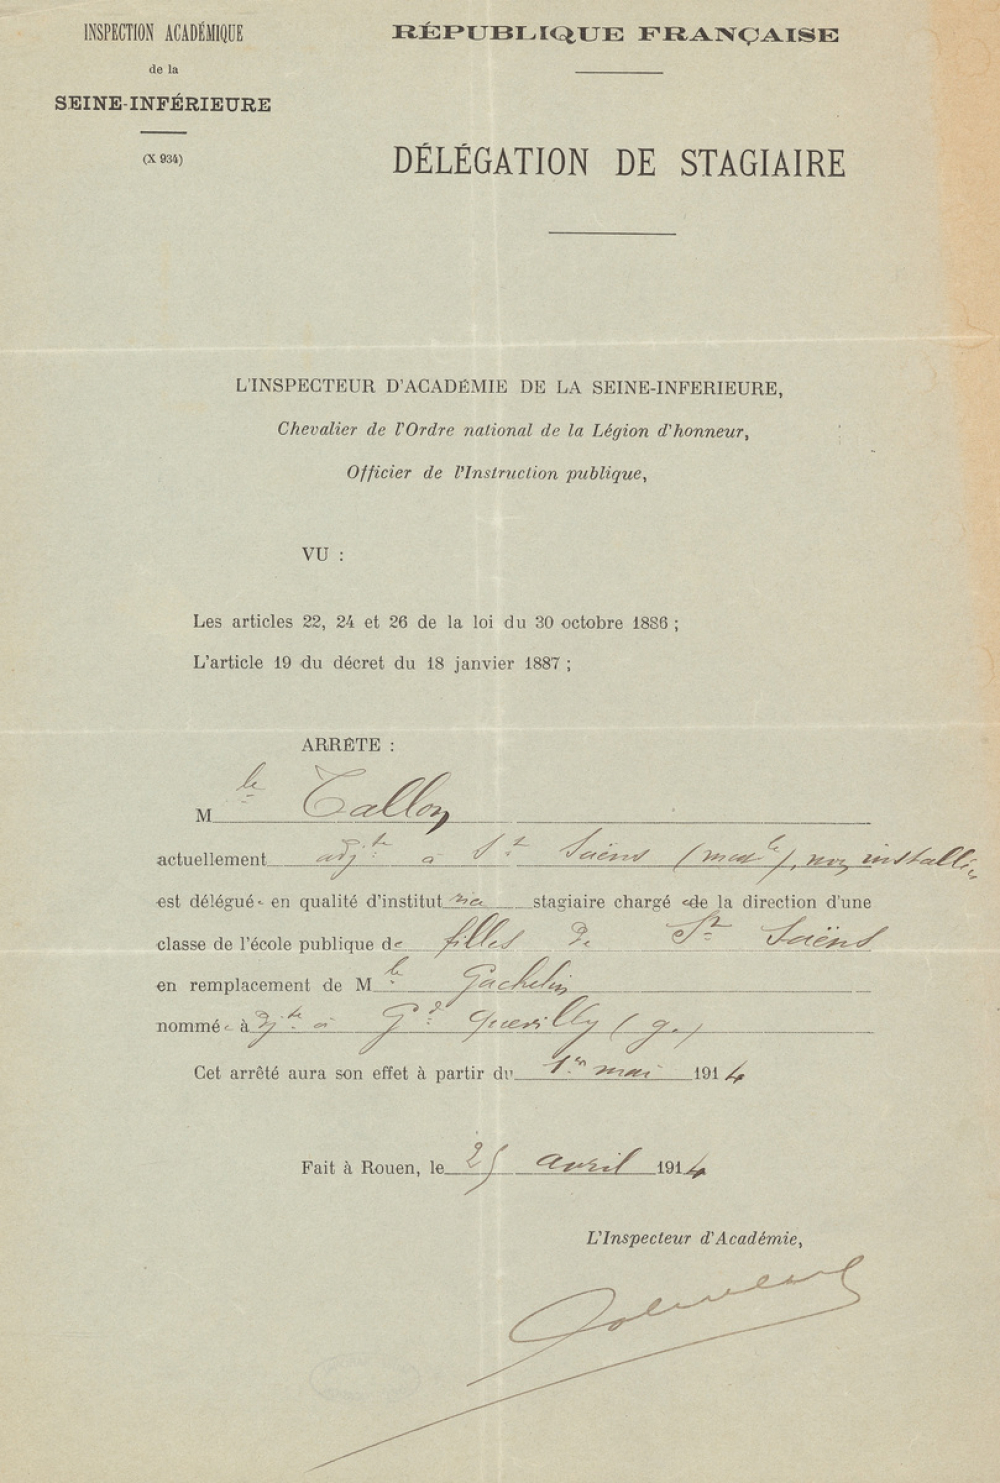 INSPECTION ACADÉMIQUE
de la
SEINE-INFÉRIEURE
(X 934)
RÉPUBLIQUE FRANÇAISE
DÉLÉGATION DE STAGIAIRE
L'INSPECTEUR D'ACADÉMIE DE LA SEINE-INFERIEURE,
Chevalier de l'Ordre national de la Légion d'honneur,
Officier de l'Instruction publique,
VU :
Les articles 22, 24 et 26 de la loi du 30 octobre 1886 ;
L'article 19 du décret du 18 janvier 1887 ;
ARRÊTE :
Mlle Tallon
actuellement adjte à St Saëns (matle), non installée
est déléguée en qualité d'institutrice stagiaire chargée de la direction d'une
classe de l'école publique de filles de St Saëns
en remplacement de Mlle Gachelin
nommée à adjte à Gd Quevilly (g.)
Cet arrêté aura son effet à partir du 1er mai 1914
Fait à Rouen, le 25 avril 1914
L'Inspecteur d'Académie,